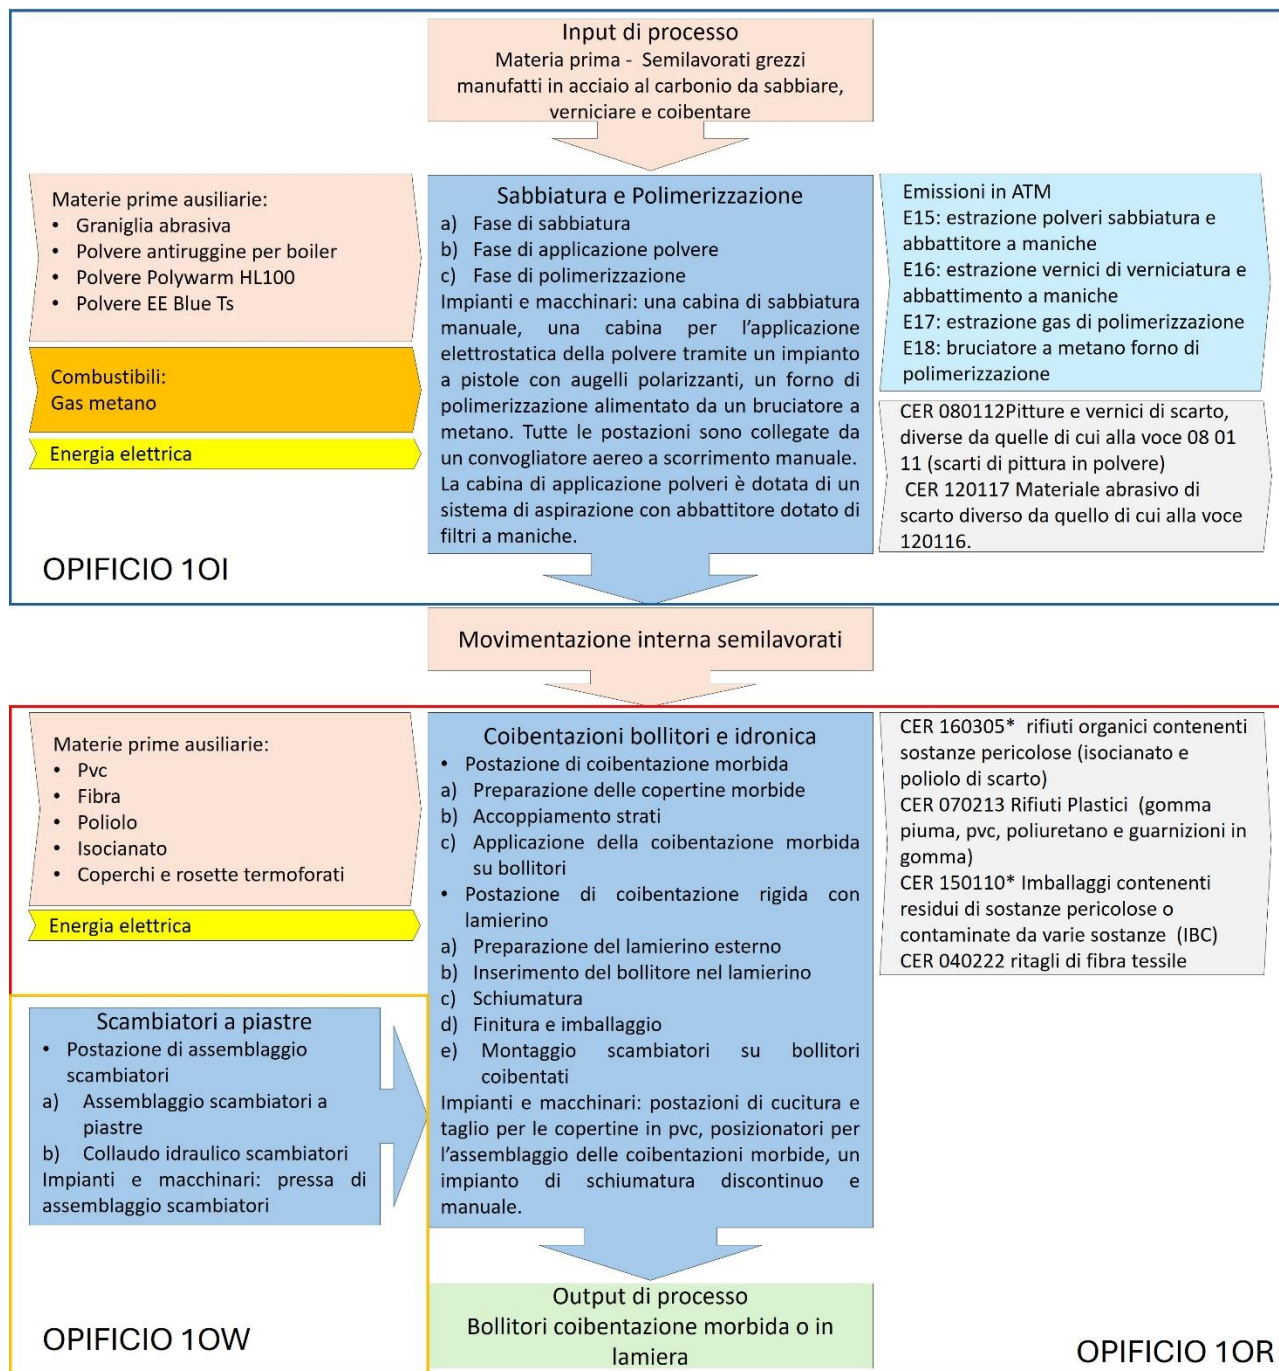 Input di processo
Materia prima - Semilavorati grezzi
manufatti in acciaio al carbonio da sabbiare,
verniciare e coibentare
Materie prime ausiliarie:
• Graniglia abrasiva
• Polvere antiruggine per boiler
• Polvere Polywarm HL100
• Polvere EE Blue Ts
Combustibili:
Gas metano
Energia elettrica
OPIFICIO 1OI
Sabbiatura e Polimerizzazione
a) Fase di sabbiatura
b) Fase di applicazione polvere
c) Fase di polimerizzazione
Impianti e macchinari: una cabina di sabbiatura
manuale, una cabina per l'applicazione
elettrostatica della polvere tramite un impianto
a pistole con augelli polarizzanti, un forno di
polimerizzazione alimentato da un bruciatore a
metano. Tutte le postazioni sono collegate da
un convogliatore aereo a scorrimento manuale.
La cabina di applicazione polveri è dotata di un
sistema di aspirazione con abbattitore dotato di
filtri a maniche.
Emissioni in ATM
E15: estrazione polveri sabbiatura e
abbattitore a maniche
E16: estrazione vernici di verniciatura e
abbattimento a maniche
E17: estrazione gas di polimerizzazione
E18: bruciatore a metano forno di
polimerizzazione
CER 080112Pitture e vernici di scarto,
diverse da quelle di cui alla voce 08 01
11 (scarti di pittura in polvere)
CER 120117 Materiale abrasivo di
scarto diverso da quello di cui alla voce
120116.
Movimentazione interna semilavorati
Materie prime ausiliarie:
• Pvc
• Fibra
• Poliolo
• Isocianato
• Coperchi e rosette termoforati
Energia elettrica
Scambiatori a piastre
• Postazione di assemblaggio
scambiatori
a) Assemblaggio scambiatori a
piastre
b) Collaudo idraulico scambiatori
Impianti e macchinari: pressa di
assemblaggio scambiatori
OPIFICIO 1OW
Coibentazioni bollitori e idronica
• Postazione di coibentazione morbida
a) Preparazione delle copertine morbide
b) Accoppiamento strati
c) Applicazione della coibentazione morbida
su bollitori
• Postazione di coibentazione rigida con
lamierino
a) Preparazione del lamierino esterno
b) Inserimento del bollitore nel lamierino
c) Schiumatura
d) Finitura e imballaggio
e) Montaggio scambiatori su bollitori
coibentati
Impianti e macchinari: postazioni di cucitura e
taglio per le copertine in pvc, posizionatori per
l'assemblaggio delle coibentazioni morbide, un
impianto di schiumatura discontinuo e
manuale.
CER 160305* rifiuti organici contenenti
sostanze pericolose (isocianato e
poliolo di scarto)
CER 070213 Rifiuti Plastici (gomma
piuma, pvc, poliuretano e guarnizioni in
gomma)
CER 150110* Imballaggi contenenti
residui di sostanze pericolose o
contaminate da varie sostanze (IBC)
CER 040222 ritagli di fibra tessile
Output di processo
Bollitori coibentazione morbida o in
lamiera
OPIFICIO 1OR